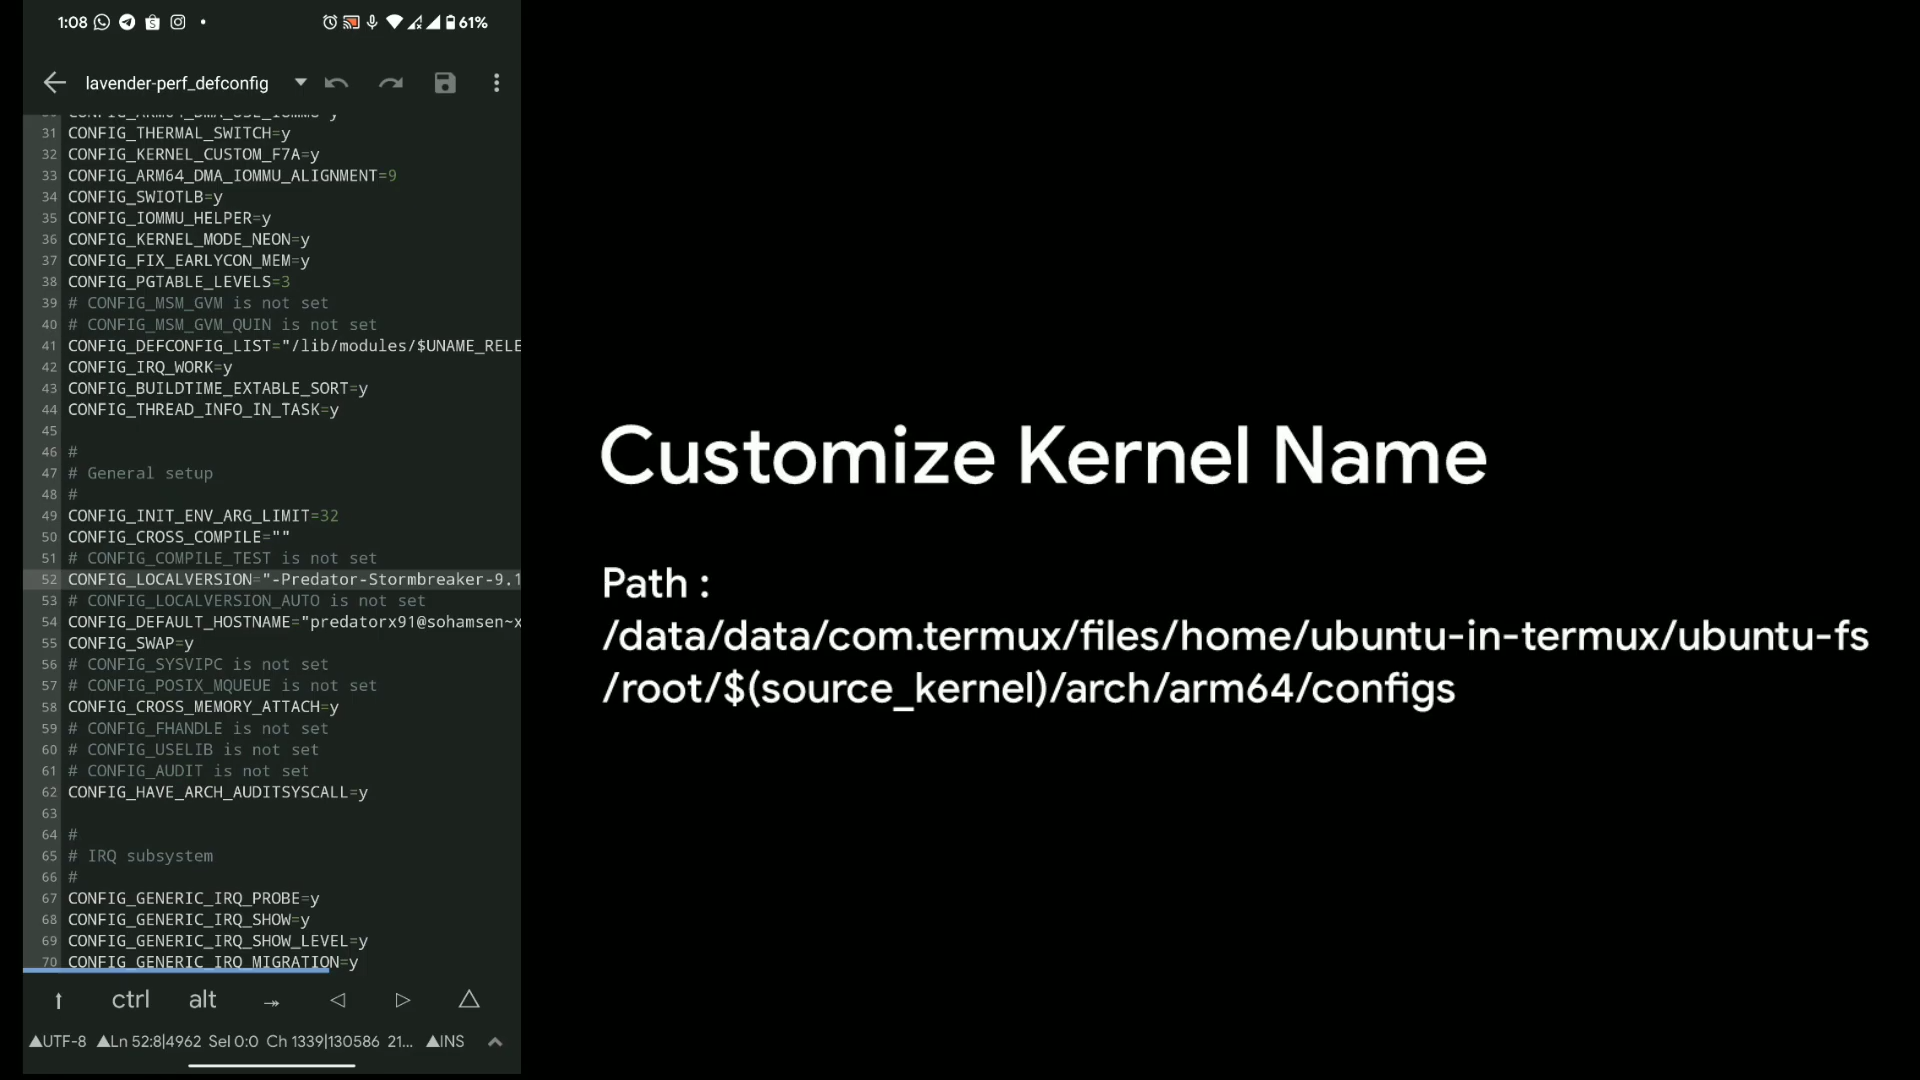 1:08
61%
lavender-perf_defconfig
31 CONFIG_THERMAL_SWITCH=y
32 CONFIG_KERNEL_CUSTOM_F7A=y
33 CONFIG_ARM64_DMA_IOMMU_ALIGNMENT=9
34 CONFIG_SWIOTLB=y
35 CONFIG_IOMMU_HELPER=y
36 CONFIG_KERNEL_MODE_NEON=y
37 CONFIG_FIX_EARLYCON_MEM=y
38 CONFIG_PGTABLE_LEVELS=3
39 # CONFIG_MSM_GVM is not set
40 # CONFIG_MSM_GVM_QUIN is not set
41 CONFIG_DEFCONFIG_LIST="/lib/modules/$UNAME_RELE
42 CONFIG_IRQ_WORK=y
43 CONFIG_BUILDTIME_EXTABLE_SORT=y
44 CONFIG_THREAD_INFO_IN_TASK=y
45
46 #
47 # General setup
48 #
49 CONFIG_INIT_ENV_ARG_LIMIT=32
50 CONFIG_CROSS_COMPILE=""
51 # CONFIG_COMPILE_TEST is not set
52 CONFIG_LOCALVERSION="-Predator-Stormbreaker-9.1
53 # CONFIG_LOCALVERSION_AUTO is not set
54 CONFIG_DEFAULT_HOSTNAME="predatorx91@sohamsen~x
55 CONFIG_SWAP=y
56 # CONFIG_SYSVIPC is not set
57 # CONFIG_POSIX_MQUEUE is not set
58 CONFIG_CROSS_MEMORY_ATTACH=y
59 # CONFIG_FHANDLE is not set
60 # CONFIG_USELIB is not set
61 # CONFIG_AUDIT is not set
62 CONFIG_HAVE_ARCH_AUDITSYSCALL=y
63
64 #
65 # IRQ subsystem
66 #
67 CONFIG_GENERIC_IRQ_PROBE=y
68 CONFIG_GENERIC_IRQ_SHOW=y
69 CONFIG_GENERIC_IRQ_SHOW_LEVEL=y
70 CONFIG_GENERIC_IRQ_MIGRATION=y
ctrl alt
▲UTF-8 ▲Ln 52:8|4962 Sel 0:0 Ch 1339|130586 21... ▲INS
Customize Kernel Name
Path :
/data/data/com.termux/files/home/ubuntu-in-termux/ubuntu-fs
/root/$(source_kernel)/arch/arm64/configs